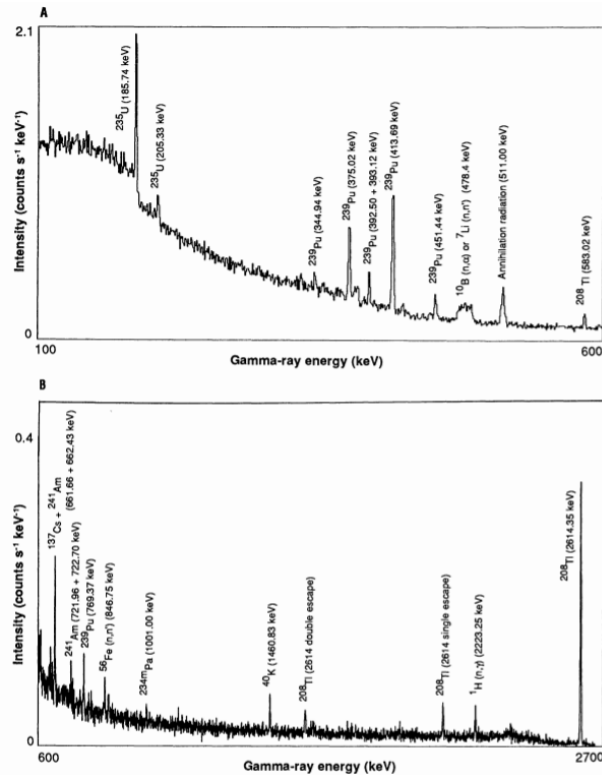 A
2.1
Intensity (counts s⁻¹ keV⁻¹)
0
²³⁵U (185.74 keV)
²³⁵U (205.33 keV)
²³⁹Pu (344.94 keV)
²³⁹Pu (375.02 keV)
²³⁹Pu (392.50 + 393.12 keV)
²³⁹Pu (413.69 keV)
²³⁹Pu (451.44 keV)
¹⁰B (n,α) or ⁷Li (n,n') (478.4 keV)
Annihilation radiation (511.00 keV)
²⁰⁸Tl (583.02 keV)
100
600
Gamma-ray energy (keV)
B
0.4
Intensity (counts s⁻¹ keV⁻¹)
0
¹³⁷Cs + ²⁴¹Am
(661.66 + 662.43 keV)
²⁴¹Am (721.96 + 722.70 keV)
²³⁹Pu (769.37 keV)
⁵⁶Fe (n,n') (846.75 keV)
²³⁴ᵐPa (1001.00 keV)
⁴⁰K (1460.83 keV)
²⁰⁸Tl (2614 double escape)
²⁰⁸Tl (2614 single escape)
¹H (n,γ) (2223.25 keV)
²⁰⁸Tl (2614.35 keV)
600
2700
Gamma-ray energy (keV)